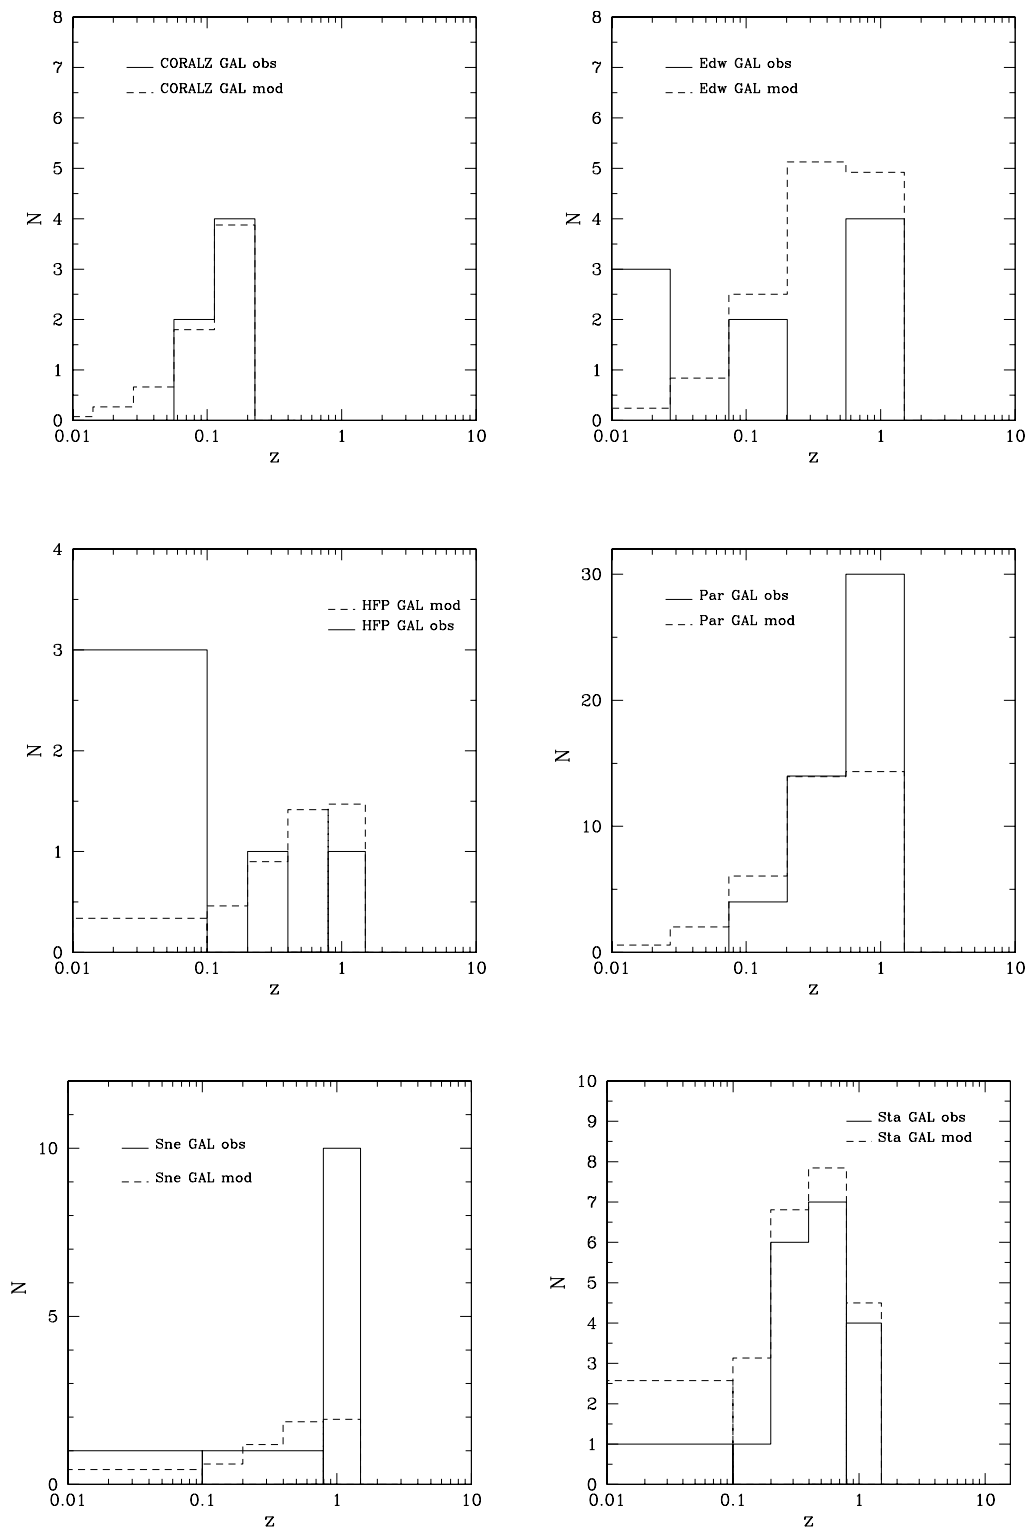 8
7
6
5
4
3
2
1
0
N
CORALZ GAL obs
CORALZ GAL mod
0.01 0.1 1 10
z
8
7
6
5
4
3
2
1
0
N
Edw GAL obs
Edw GAL mod
0.01 0.1 1 10
z
4
3
2
1
0
N
HFP GAL mod
HFP GAL obs
0.01 0.1 1 10
z
30
20
10
0
N
Par GAL obs
Par GAL mod
0.01 0.1 1 10
z
10
5
0
N
Sne GAL obs
Sne GAL mod
0.01 0.1 1 10
z
10
9
8
7
6
5
4
3
2
1
0
N
Sta GAL obs
Sta GAL mod
0.01 0.1 1 10
z